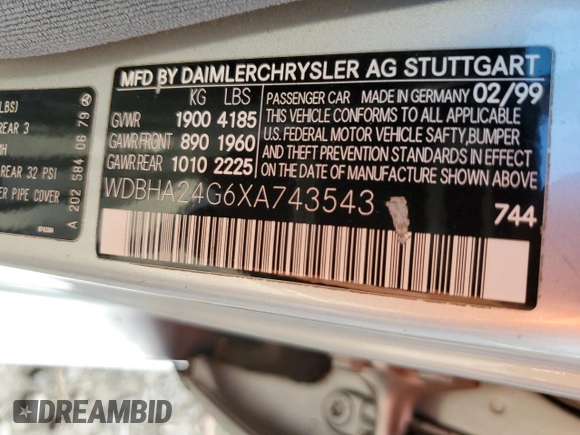 MFD BY DAIMLERCHRYSLER AG STUTTGART
KG LBS
GVWR 1900 4185
GAWR FRONT 890 1960
GAWR REAR 1010 2225
PASSENGER CAR MADE IN GERMANY 02/99
THIS VEHICLE CONFORMS TO ALL APPLICABLE
U.S. FEDERAL MOTOR VEHICLE SAFTY, BUMPER
AND THEFT PREVENTION STANDARDS IN EFFECT
ON THE DATE OF MANUFACTURE SHOWN ABOVE
WDBHA24G6XA743543
744
LBS)
REAR 3
REAR 32 PSI
PIPE COVER
A 202 584 06 79
DREAMBID